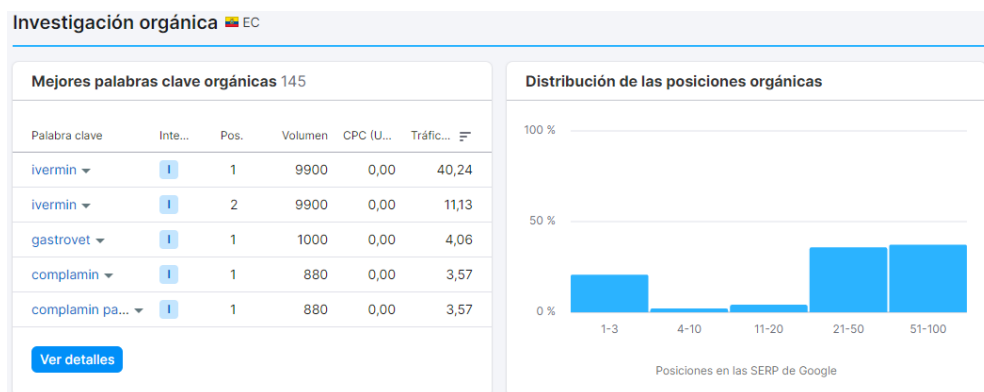 Investigación orgánica EC
Mejores palabras clave orgánicas 145
Palabra clave Inte... Pos. Volumen CPC (U... Tráfic...
ivermin I 1 9900 0,00 40,24
ivermin I 2 9900 0,00 11,13
gastrovet I 1 1000 0,00 4,06
complamin I 1 880 0,00 3,57
complamin pa... I 1 880 0,00 3,57
Ver detalles
Distribución de las posiciones orgánicas
100 %
50 %
0 %
1-3 4-10 11-20 21-50 51-100
Posiciones en las SERP de Google